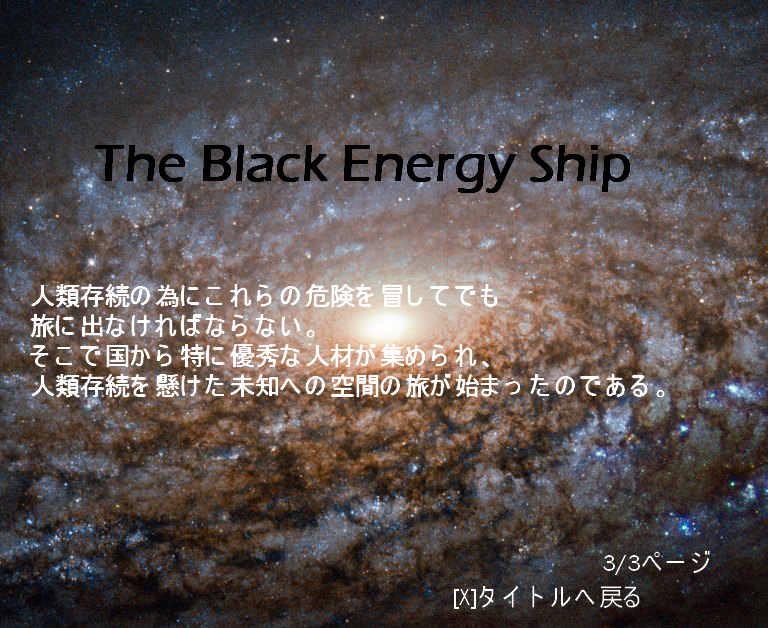 The Black Energy Ship
人類存続の為にこれらの危険を冒してでも
旅に出なければならない。
そこで国から特に優秀な人材が集められ、
人類存続を懸けた未知への空間の旅が始まったのである。
3/3ページ
[X]タイトルへ戻る